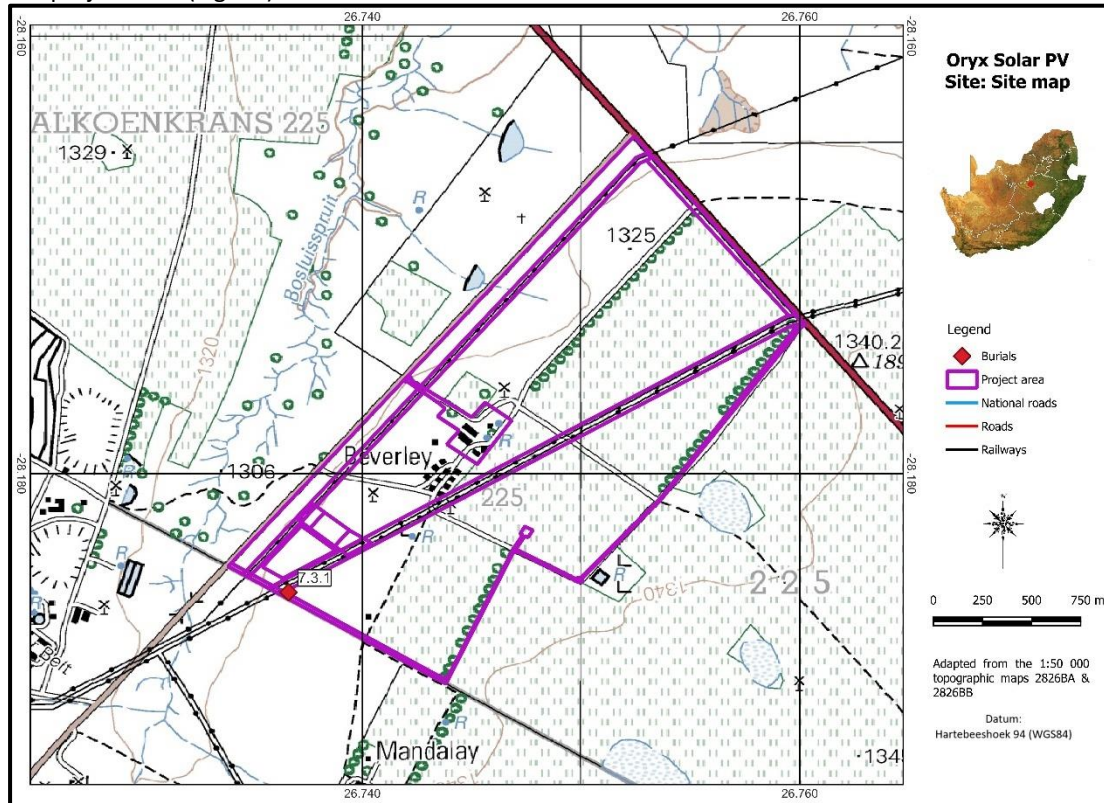 26.740
26.760
-28.160
-28.160
ALKOENKRANS 225
1329
Bosluisspruit
R
1325
1320
1340.2
189
Beverley
1306
-28.180
-28.180
225
R
R
R
R
7.3.1
R
225
1340
Belt
R
Mandalay
134
26.740
26.760
Oryx Solar PV
Site: Site map
Legend
Burials
Project area
National roads
Roads
Railways
N
0 250 500 750 m
Adapted from the 1:50 000
topographic maps 2826BA &
2826BB
Datum:
Hartebeeshoek 94 (WGS84)